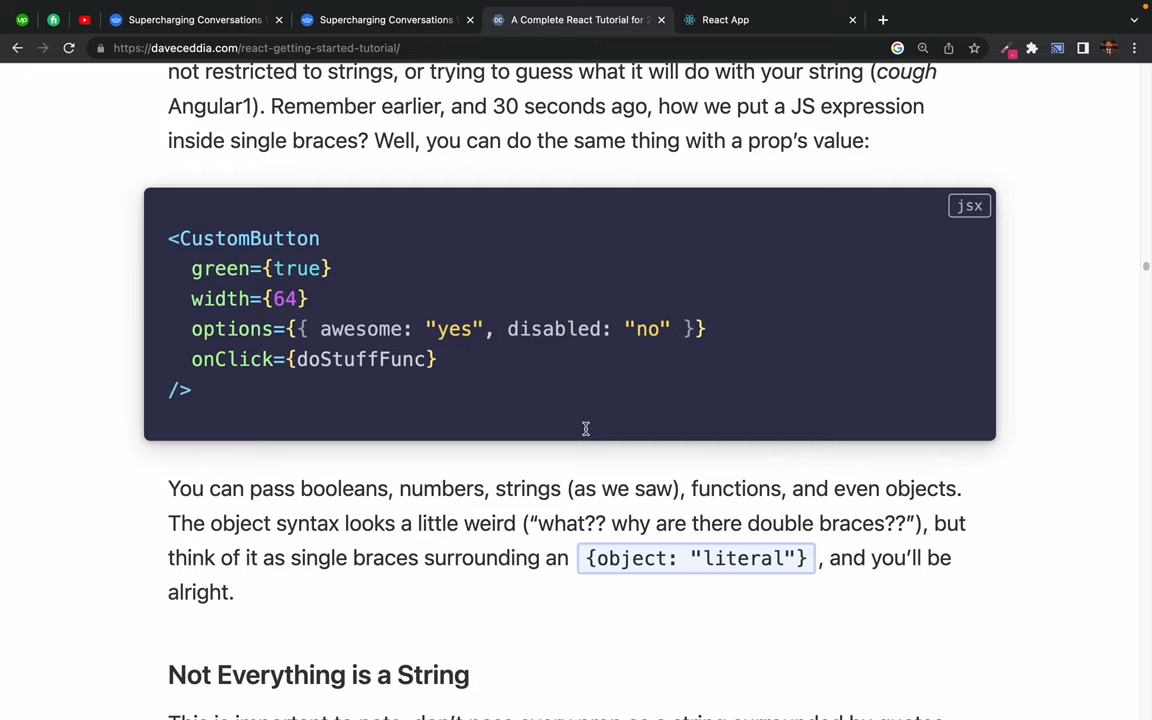 Supercharging Conversations
Supercharging Conversations
A Complete React Tutorial for 2
React App
https://daveceddia.com/react-getting-started-tutorial/
not restricted to strings, or trying to guess what it will do with your string (cough
Angular1). Remember earlier, and 30 seconds ago, how we put a JS expression
inside single braces? Well, you can do the same thing with a prop’s value:
jsx
<CustomButton
green={true}
width={64}
options={{ awesome: "yes", disabled: "no" }}
onClick={doStuffFunc}
/>
You can pass booleans, numbers, strings (as we saw), functions, and even objects.
The object syntax looks a little weird (“what?? why are there double braces??”), but
think of it as single braces surrounding an {object: "literal"} , and you’ll be
alright.
Not Everything is a String